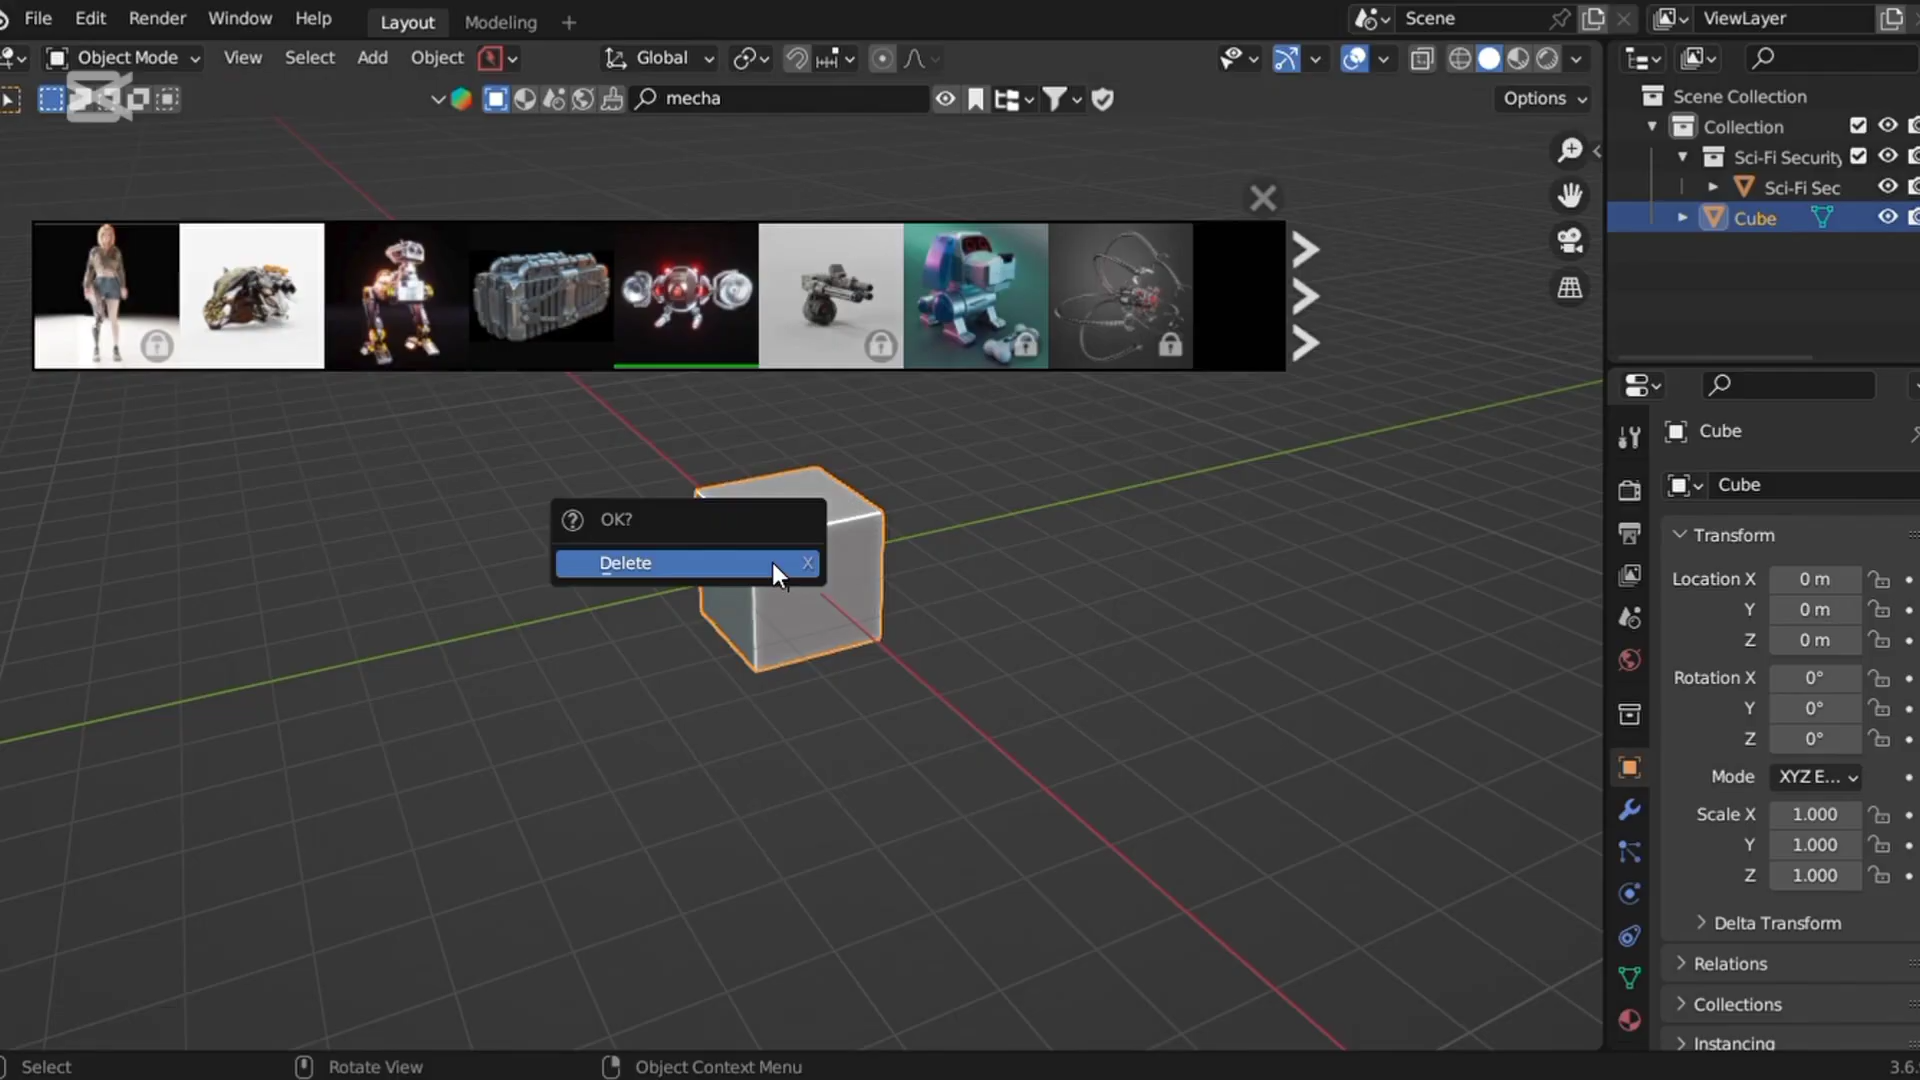 File Edit Render Window Help Layout Modeling + Scene ViewLayer
Object Mode View Select Add Object Global
mecha Options
Scene Collection
Collection
Sci-Fi Security
Sci-Fi Sec
Cube
OK?
Delete X
Cube
Cube
Transform
Location X 0 m
Y 0 m
Z 0 m
Rotation X 0°
Y 0°
Z 0°
Mode XYZ E...
Scale X 1.000
Y 1.000
Z 1.000
Delta Transform
Relations
Collections
Instancing
Select Rotate View Object Context Menu 3.6.